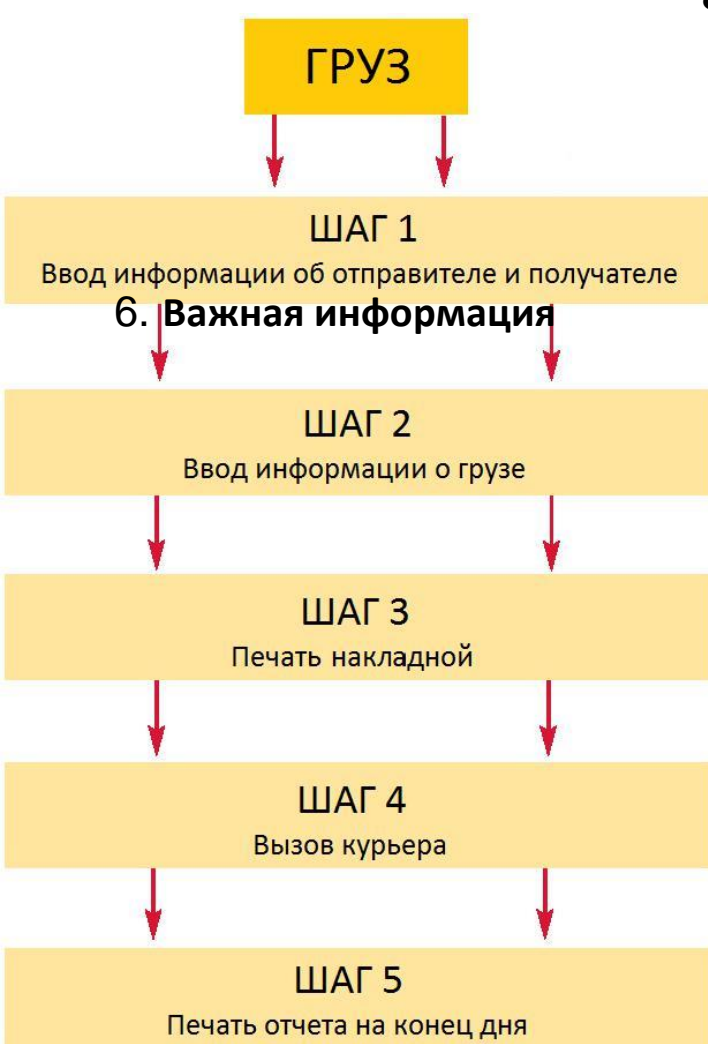 ГРУЗ
ШАГ 1
Ввод информации об отправителе и получателе
6. Важная информация
ШАГ 2
Ввод информации о грузе
ШАГ 3
Печать накладной
ШАГ 4
Вызов курьера
ШАГ 5
Печать отчета на конец дня